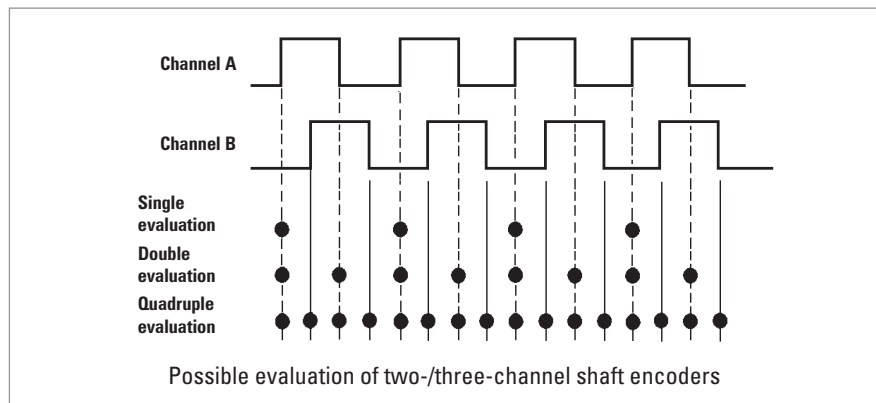 Channel A
Channel B
Single
evaluation
Double
evaluation
Quadruple
evaluation
Possible evaluation of two-/three-channel shaft encoders